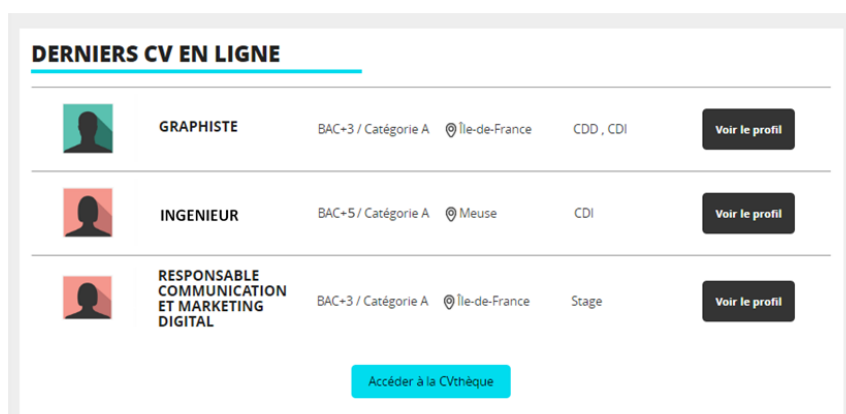 DERNIERS CV EN LIGNE
GRAPHISTE BAC+3 / Catégorie A Île-de-France CDD , CDI Voir le profil
INGENIEUR BAC+5 / Catégorie A Meuse CDI Voir le profil
RESPONSABLE
COMMUNICATION
ET MARKETING
DIGITAL
BAC+3 / Catégorie A Île-de-France Stage Voir le profil
Accéder à la CVthèque